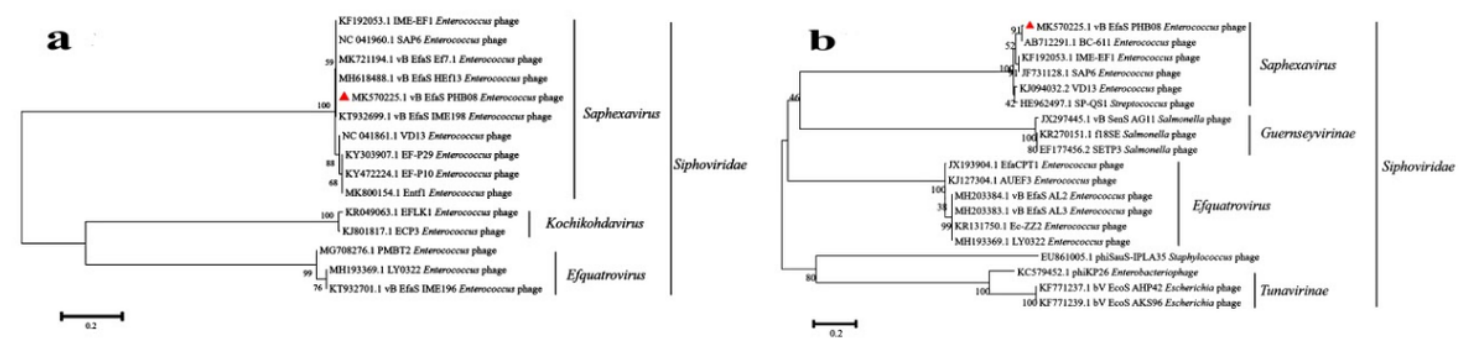 a
KF192053.1 IME-EF1 Enterococcus phage
NC 041960.1 SAP6 Enterococcus phage
59
MK721194.1 vB EfaS Ef7.1 Enterococcus phage
MH618488.1 vB EfaS HEf13 Enterococcus phage
MK570225.1 vB EfaS PHB08 Enterococcus phage
100
KT932699.1 vB EfaS IME198 Enterococcus phage
Saphexavirus
NC 041861.1 VD13 Enterococcus phage
KY303907.1 EF-P29 Enterococcus phage
88
KY472224.1 EF-P10 Enterococcus phage
68
MK800154.1 Entf1 Enterococcus phage
Siphoviridae
100
KR049063.1 EFLK1 Enterococcus phage
KJ801817.1 ECP3 Enterococcus phage
Kochikohdavirus
MG708276.1 PMBT2 Enterococcus phage
99
MH193369.1 LY0322 Enterococcus phage
76
KT932701.1 vB EfaS IME196 Enterococcus phage
Efquatrovirus
0.2
b
91
MK570225.1 vB EfaS PHB08 Enterococcus phage
52
AB712291.1 BC-611 Enterococcus phage
KF192053.1 IME-EF1 Enterococcus phage
100
JF731128.1 SAP6 Enterococcus phage
KJ094032.2 VD13 Enterococcus phage
42
HE962497.1 SP-QS1 Streptococcus phage
Saphexavirus
46
JX297445.1 vB SenS AG11 Salmonella phage
100
KR270151.1 f18SE Salmonella phage
80
EF177456.2 SETP3 Salmonella phage
Guernseyvirinae
JX193904.1 EfaCPT1 Enterococcus phage
KJ127304.1 AUEF3 Enterococcus phage
100
MH203384.1 vB EfaS AL2 Enterococcus phage
38
MH203383.1 vB EfaS AL3 Enterococcus phage
99
KR131750.1 Ec-ZZ2 Enterococcus phage
MH193369.1 LY0322 Enterococcus phage
Efquatrovirus
Siphoviridae
EU861005.1 phiSauS-IPLA35 Staphylococcus phage
80
KC579452.1 phiKP26 Enterobacteriophage
100
KF771237.1 bV EcoS AHP42 Escherichia phage
100
KF771239.1 bV EcoS AKS96 Escherichia phage
Tunavirinae
0.2